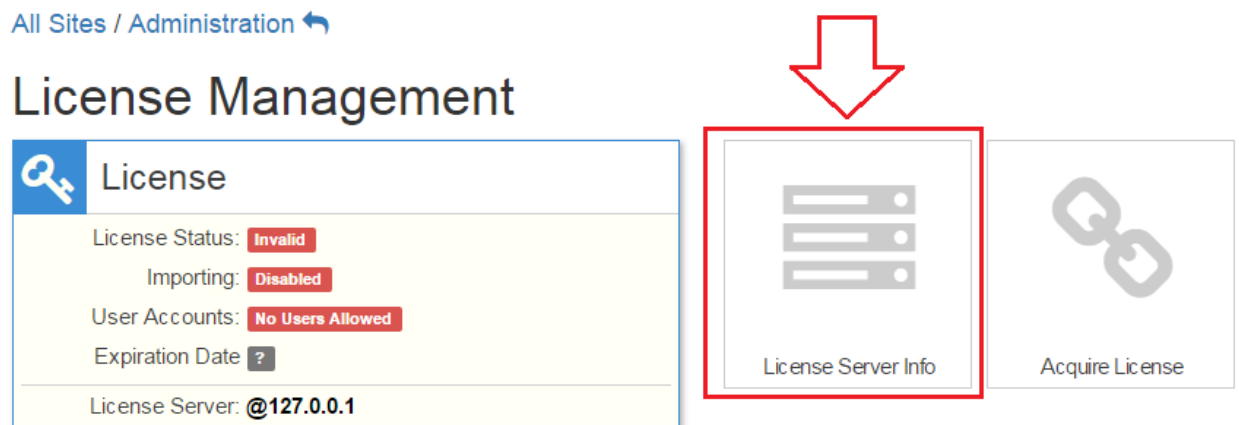 All Sites / Administration
License Management
License
License Status: Invalid
Importing: Disabled
User Accounts: No Users Allowed
Expiration Date ?
License Server: @127.0.0.1
License Server Info
Acquire License